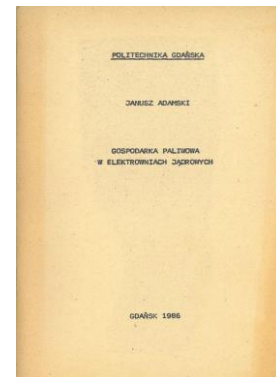 POLITECHNIKA GDAŃSKA
JANUSZ ADAMSKI
GOSPODARKA PALIWOWA
W ELEKTROWNIACH JĄDROWYCH
GDAŃSK 1986